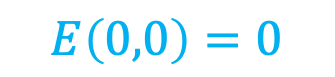 E(0,0) = 0